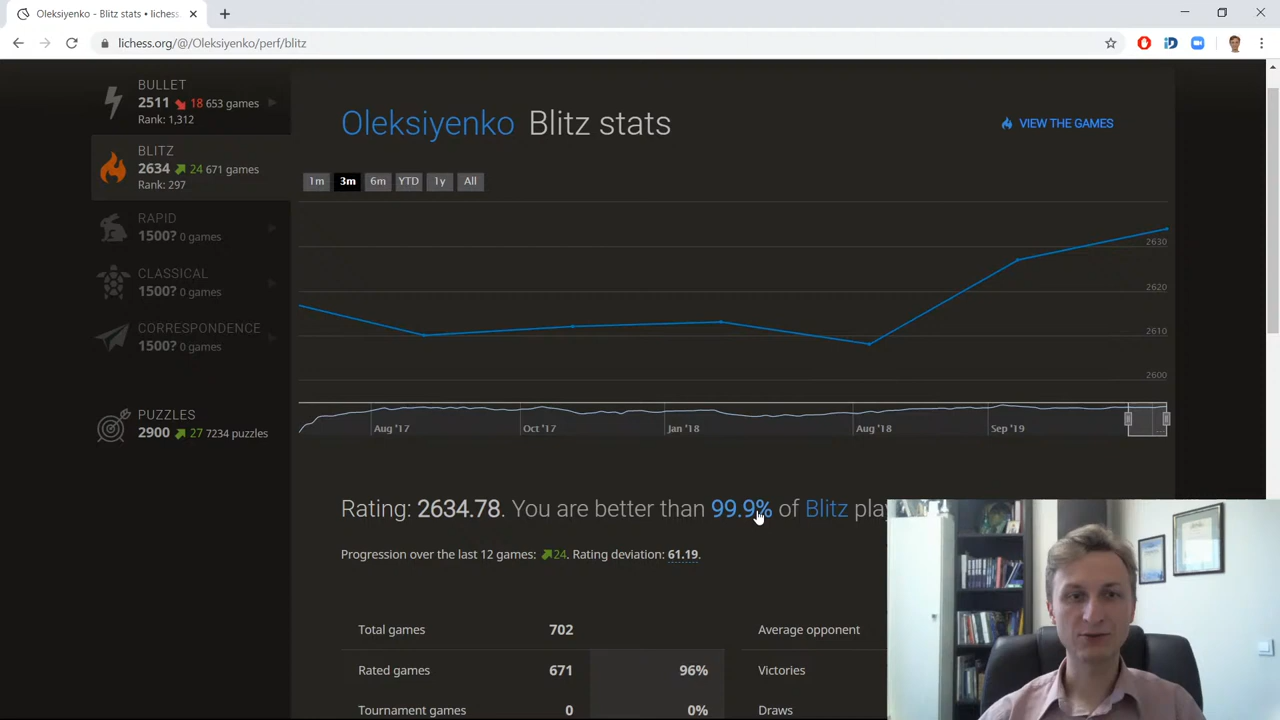 Oleksiyenko - Blitz stats • lichess
lichess.org/@/Oleksiyenko/perf/blitz
BULLET
2511 18 653 games
Rank: 1,312
BLITZ
2634 24 671 games
Rank: 297
RAPID
1500? 0 games
CLASSICAL
1500? 0 games
CORRESPONDENCE
1500? 0 games
PUZZLES
2900 27 7234 puzzles
Oleksiyenko Blitz stats
VIEW THE GAMES
1m 3m 6m YTD 1y All
2630
2620
2610
2600
Aug '17 Oct '17 Jan '18 Aug '18 Sep '19
Rating: 2634.78. You are better than 99.9% of Blitz pla
Progression over the last 12 games: 24. Rating deviation: 61.19.
Total games 702
Rated games 671 96%
Tournament games 0 0%
Average opponent
Victories
Draws